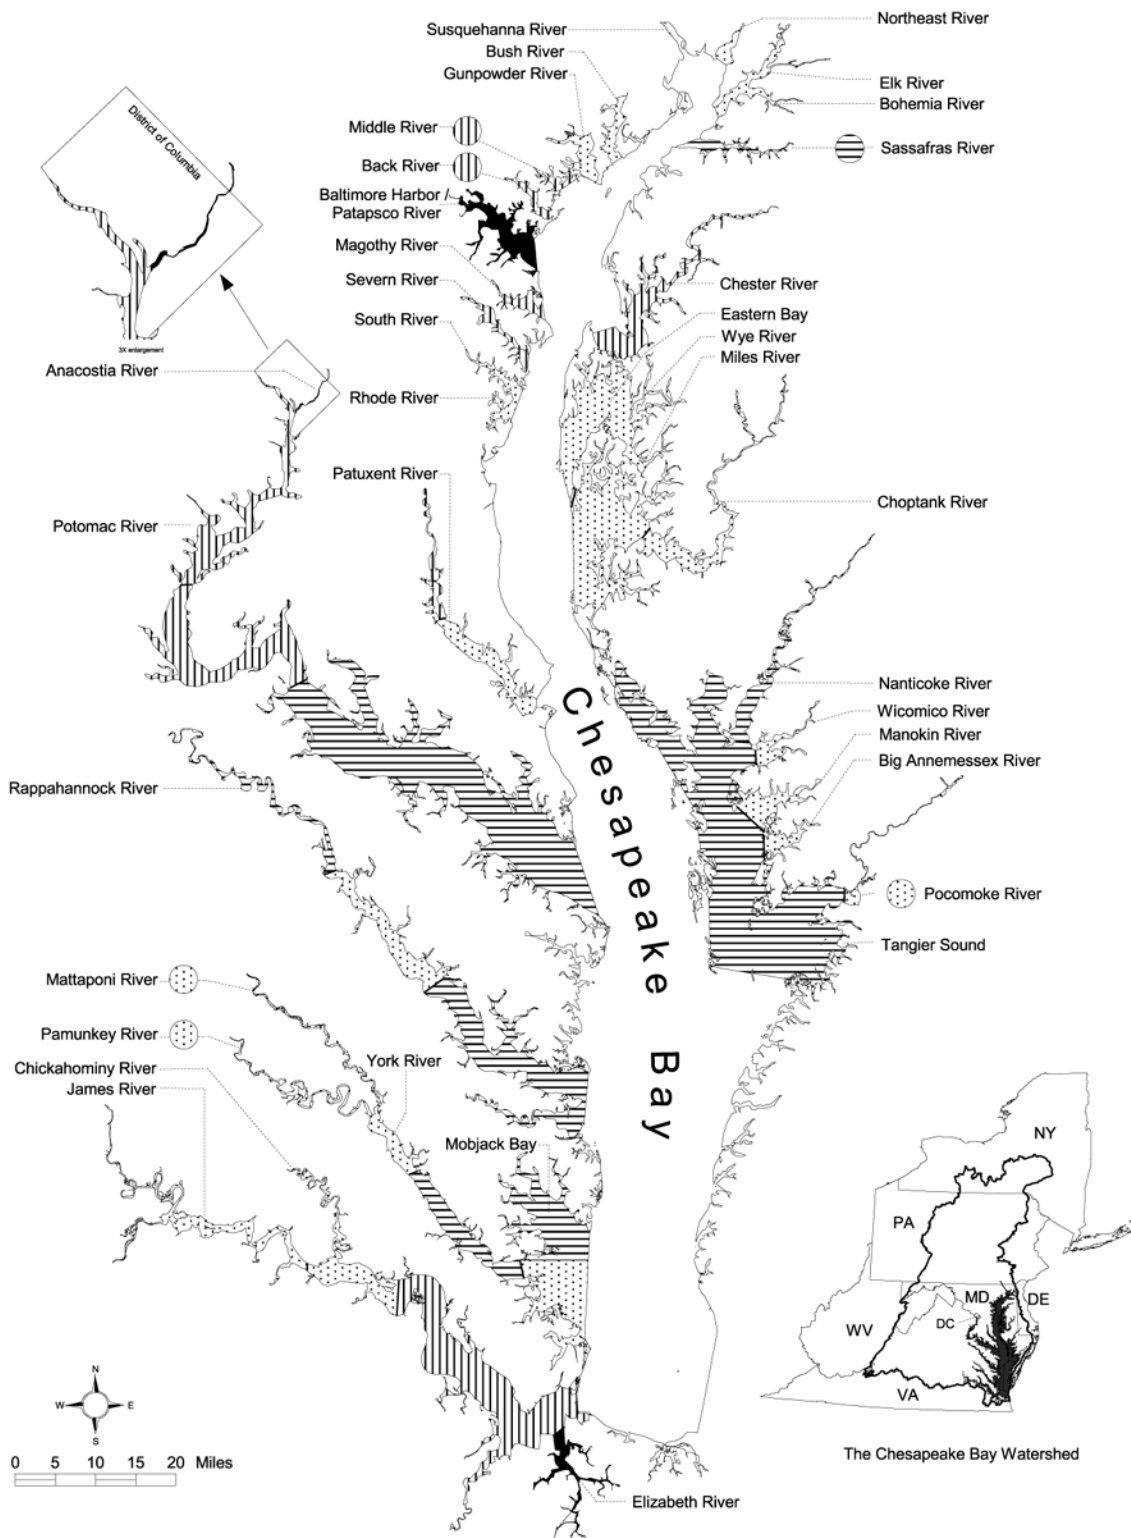 Susquehanna River
Northeast River
Bush River
Gunpowder River
Elk River
Bohemia River
Middle River
Sassafras River
Back River
Baltimore Harbor /
Patapsco River
District of Columbia
Magothy River
Severn River
Chester River
South River
Eastern Bay
Wye River
Miles River
3X enlargement
Anacostia River
Rhode River
Patuxent River
Choptank River
Potomac River
Nanticoke River
Wicomico River
Manokin River
Big Annemessex River
Rappahannock River
Chesapeake Bay
Pocomoke River
Tangier Sound
Mattaponi River
Pamunkey River
Chickahominy River
James River
York River
Mobjack Bay
NY
PA
MD
DE
DC
WV
VA
N
W
E
S
0 5 10 15 20 Miles
The Chesapeake Bay Watershed
Elizabeth River